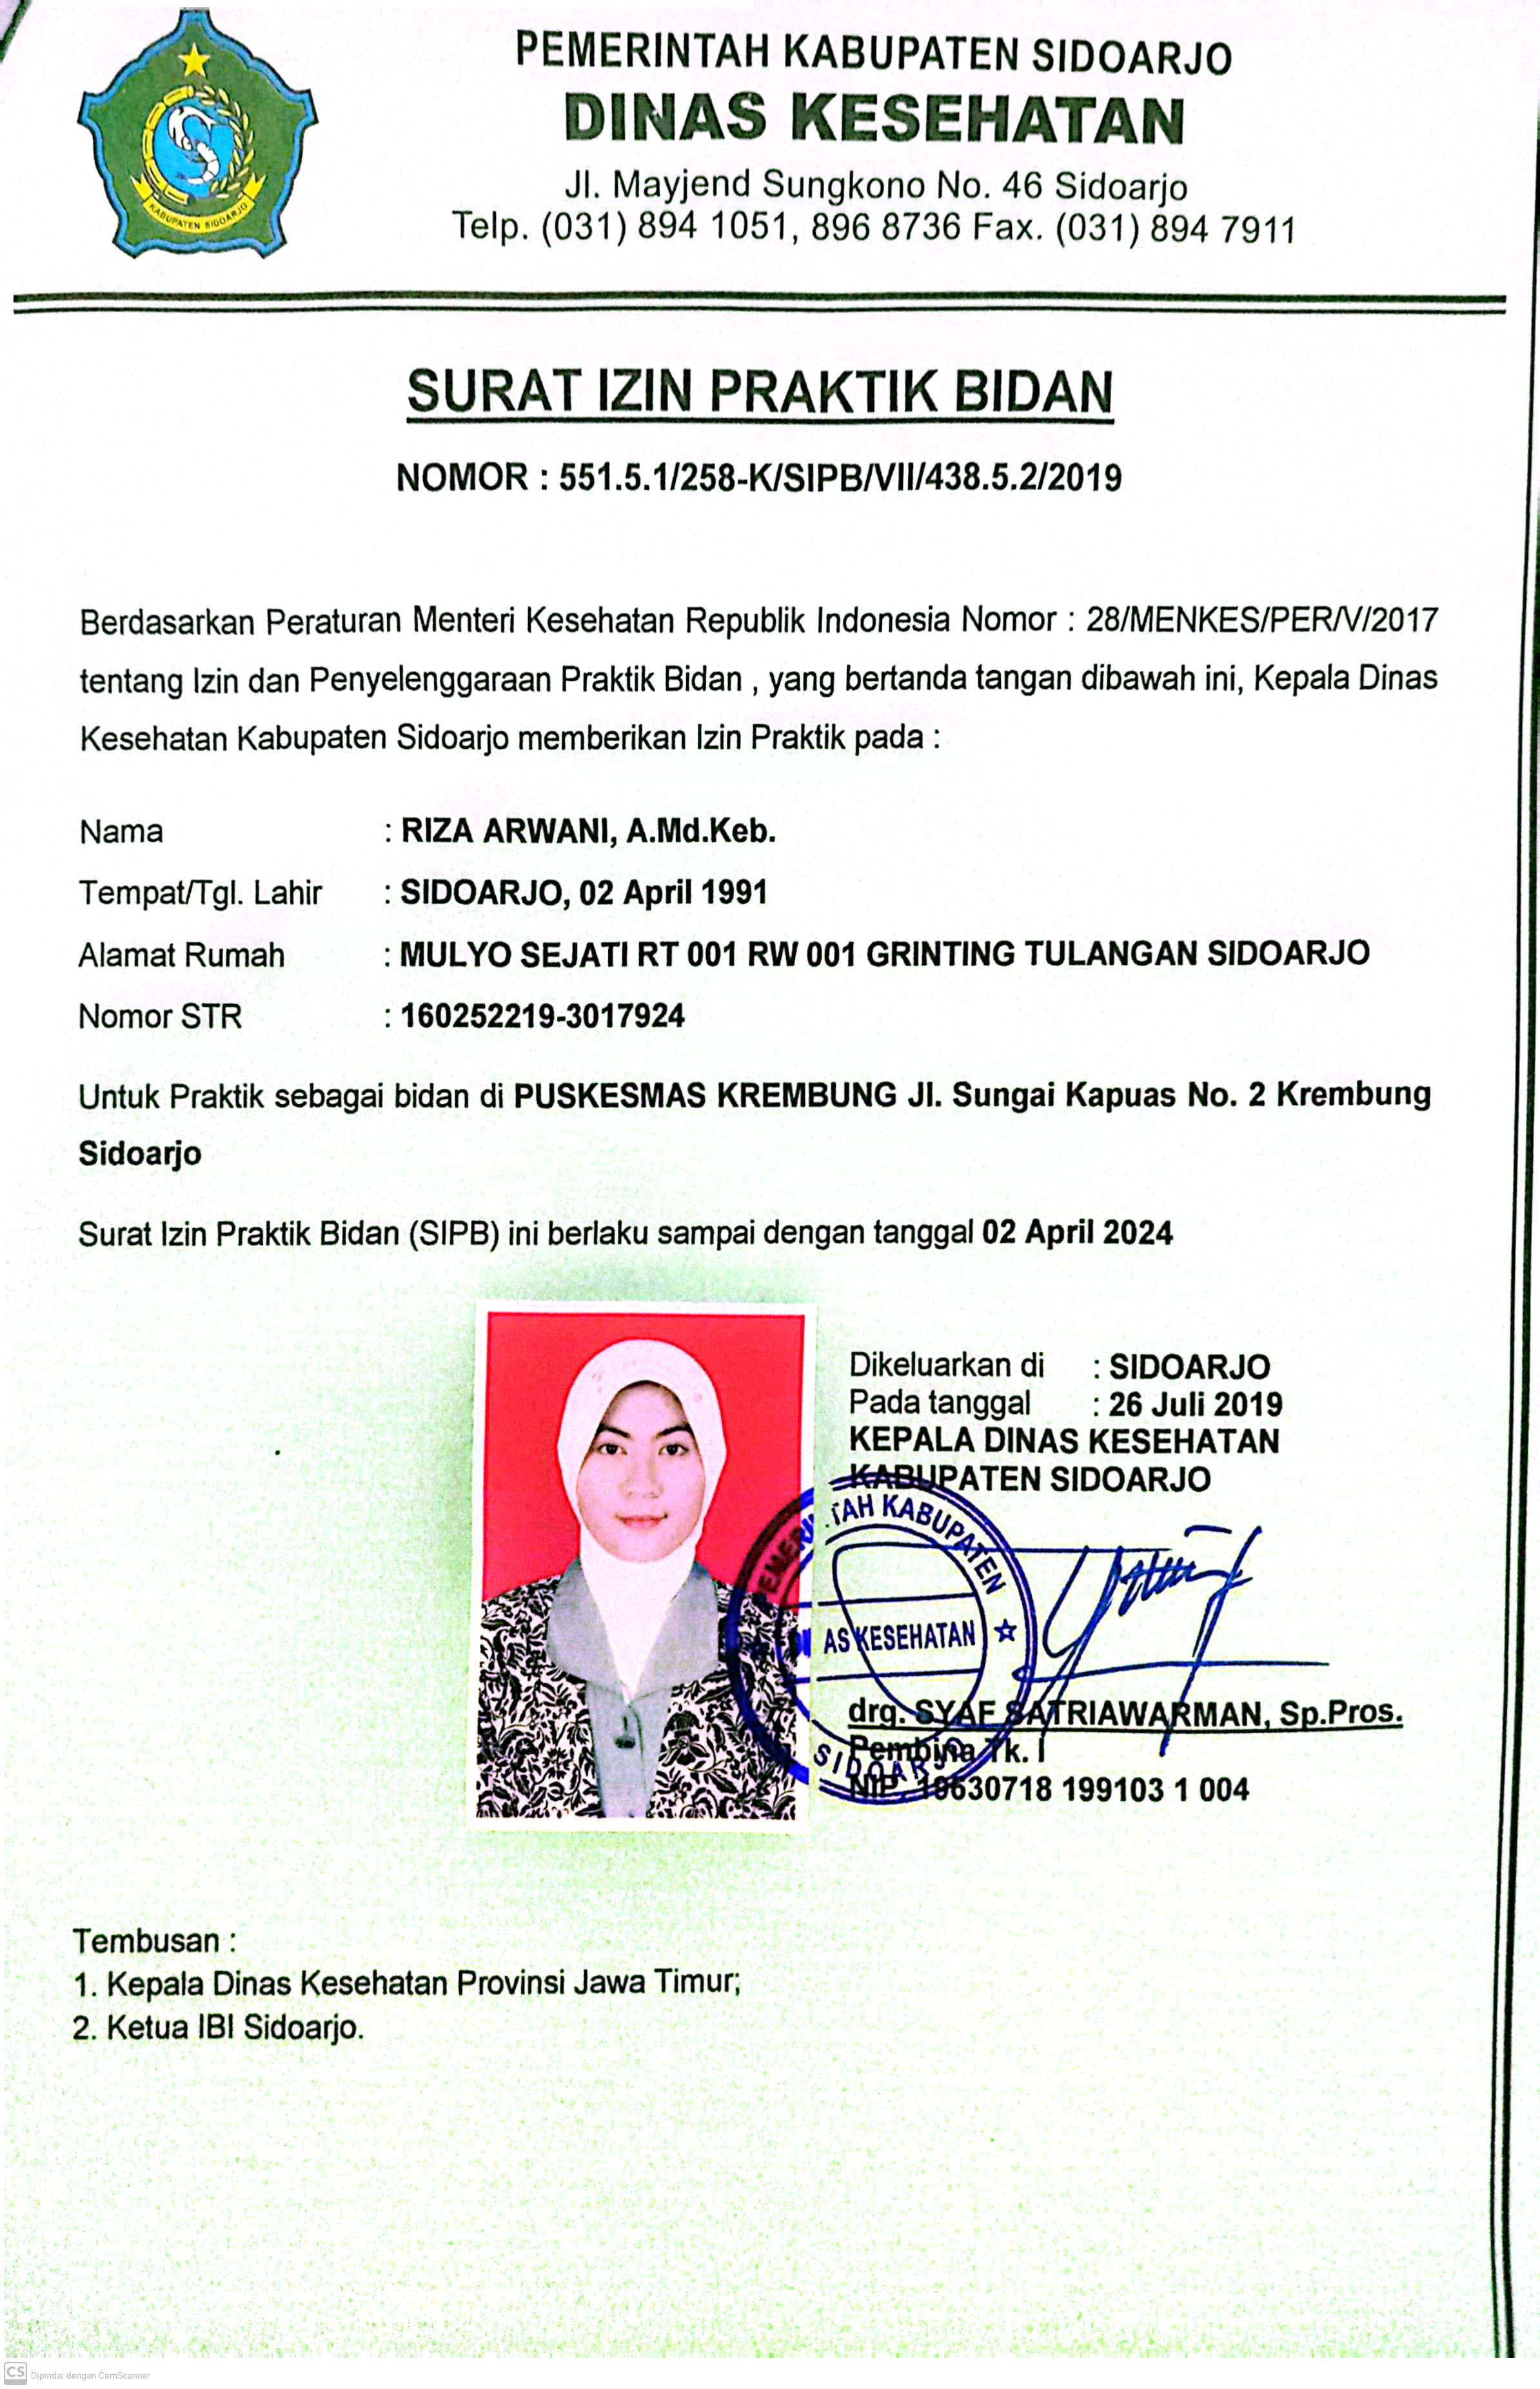 PEMERINTAH KABUPATEN SIDOARJO
DINAS KESEHATAN
Jl. Mayjend Sungkono No. 46 Sidoarjo
Telp. (031) 894 1051, 896 8736 Fax. (031) 894 7911
KABUPATEN SIDOARJO
SURAT IZIN PRAKTIK BIDAN
NOMOR : 551.5.1/258-K/SIPB/VII/438.5.2/2019
Berdasarkan Peraturan Menteri Kesehatan Republik Indonesia Nomor : 28/MENKES/PER/V/2017
tentang Izin dan Penyelenggaraan Praktik Bidan , yang bertanda tangan dibawah ini, Kepala Dinas
Kesehatan Kabupaten Sidoarjo memberikan Izin Praktik pada :
Nama : RIZA ARWANI, A.Md.Keb.
Tempat/Tgl. Lahir : SIDOARJO, 02 April 1991
Alamat Rumah : MULYO SEJATI RT 001 RW 001 GRINTING TULANGAN SIDOARJO
Nomor STR : 160252219-3017924
Untuk Praktik sebagai bidan di PUSKESMAS KREMBUNG Jl. Sungai Kapuas No. 2 Krembung
Sidoarjo
Surat Izin Praktik Bidan (SIPB) ini berlaku sampai dengan tanggal 02 April 2024
Dikeluarkan di : SIDOARJO
Pada tanggal : 26 Juli 2019
KEPALA DINAS KESEHATAN
KABUPATEN SIDOARJO
TAH KABUPATEN
AS KESEHATAN
SIDOARJO
drg. SYAF SATRIAWARMAN, Sp.Pros.
Pembina Tk. I
NIP. 19630718 199103 1 004
Tembusan :
1. Kepala Dinas Kesehatan Provinsi Jawa Timur;
2. Ketua IBI Sidoarjo.
CS Dipindai dengan CamScanner